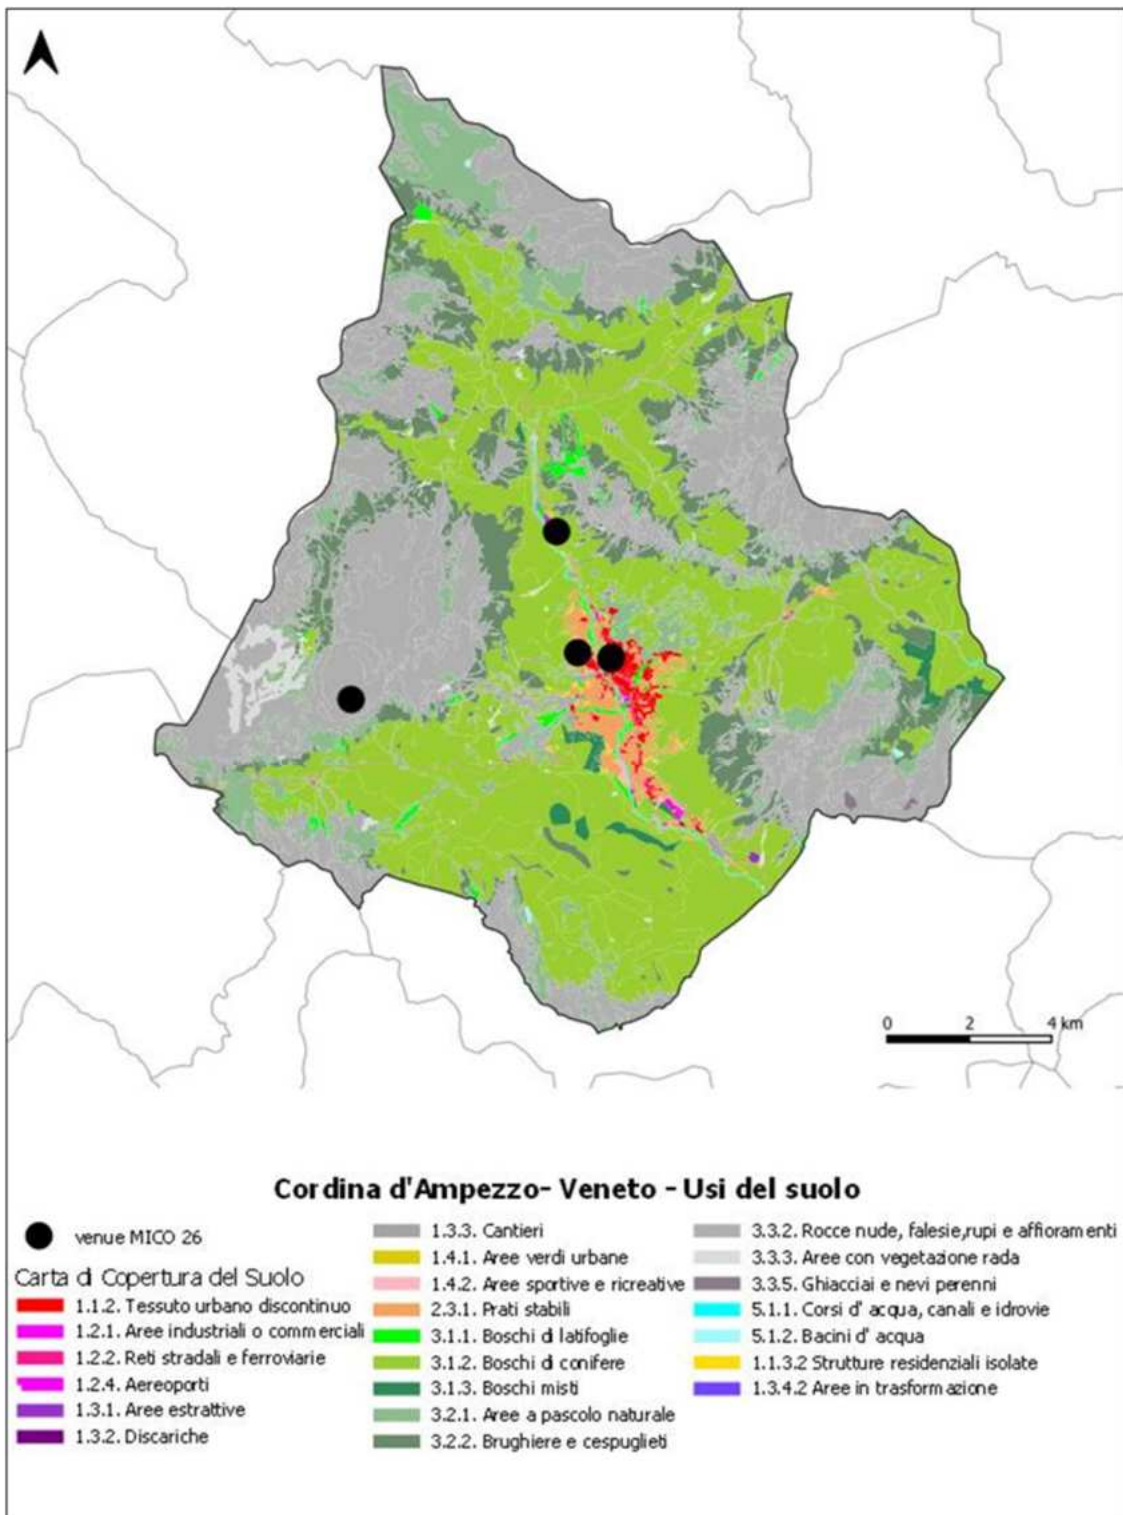 0 2 4 km
Cordina d'Ampezzo- Veneto - Usi del suolo
venue MICO 26
Carta di Copertura del Suolo
1.1.2. Tessuto urbano discontinuo
1.2.1. Aree industriali o commerciali
1.2.2. Reti stradali e ferroviarie
1.2.4. Aereoporti
1.3.1. Aree estrattive
1.3.2. Discariche
1.3.3. Cantieri
1.4.1. Aree verdi urbane
1.4.2. Aree sportive e ricreative
2.3.1. Prati stabili
3.1.1. Boschi di latifoglie
3.1.2. Boschi di conifere
3.1.3. Boschi misti
3.2.1. Aree a pascolo naturale
3.2.2. Brughiere e cespuglieti
3.3.2. Rocce nude, falesie,rupi e affioramenti
3.3.3. Aree con vegetazione rada
3.3.5. Ghiacciai e nevi perenni
5.1.1. Corsi d' acqua, canali e idrovie
5.1.2. Bacini d' acqua
1.1.3.2 Strutture residenziali isolate
1.3.4.2 Aree in trasformazione